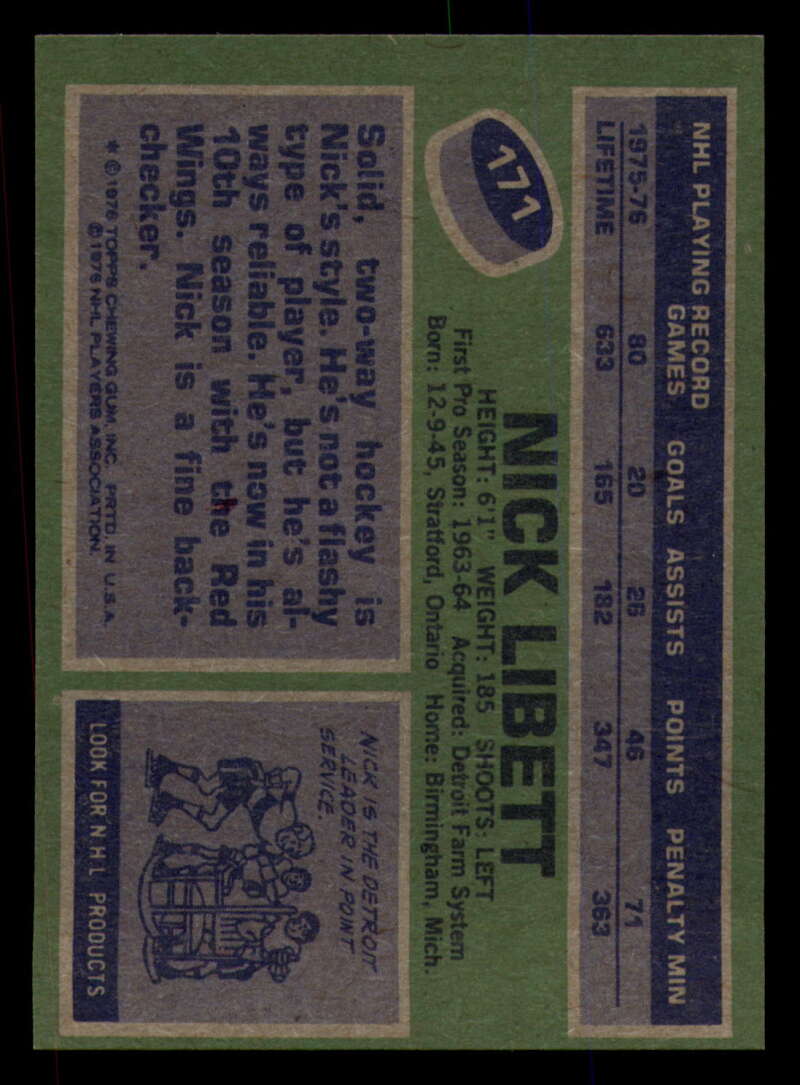 NHL PLAYING RECORD
GAMES GOALS ASSISTS POINTS PENALTY MIN
1975-76 80 20 26 46 71
LIFETIME 633 165 182 347 363
171
NICK LIBETT
HEIGHT: 6'1" WEIGHT: 185 SHOOTS: LEFT
First Pro Season: 1963-64 Acquired: Detroit Farm System
Born: 12-9-45, Stratford, Ontario Home: Birmingham, Mich.
Solid, two-way hockey is
Nick's style. He's not a flashy
type of player, but he's al-
ways reliable. He's now in his
10th season with the Red
Wings. Nick is a fine back-
checker.
* © 1976 TOPPS CHEWING GUM, INC. PRTD. IN U.S.A.
© 1976 NHL PLAYERS ASSOCIATION.
NICK IS THE DETROIT
LEADER IN POINT
SERVICE.
LOOK FOR NHL PRODUCTS